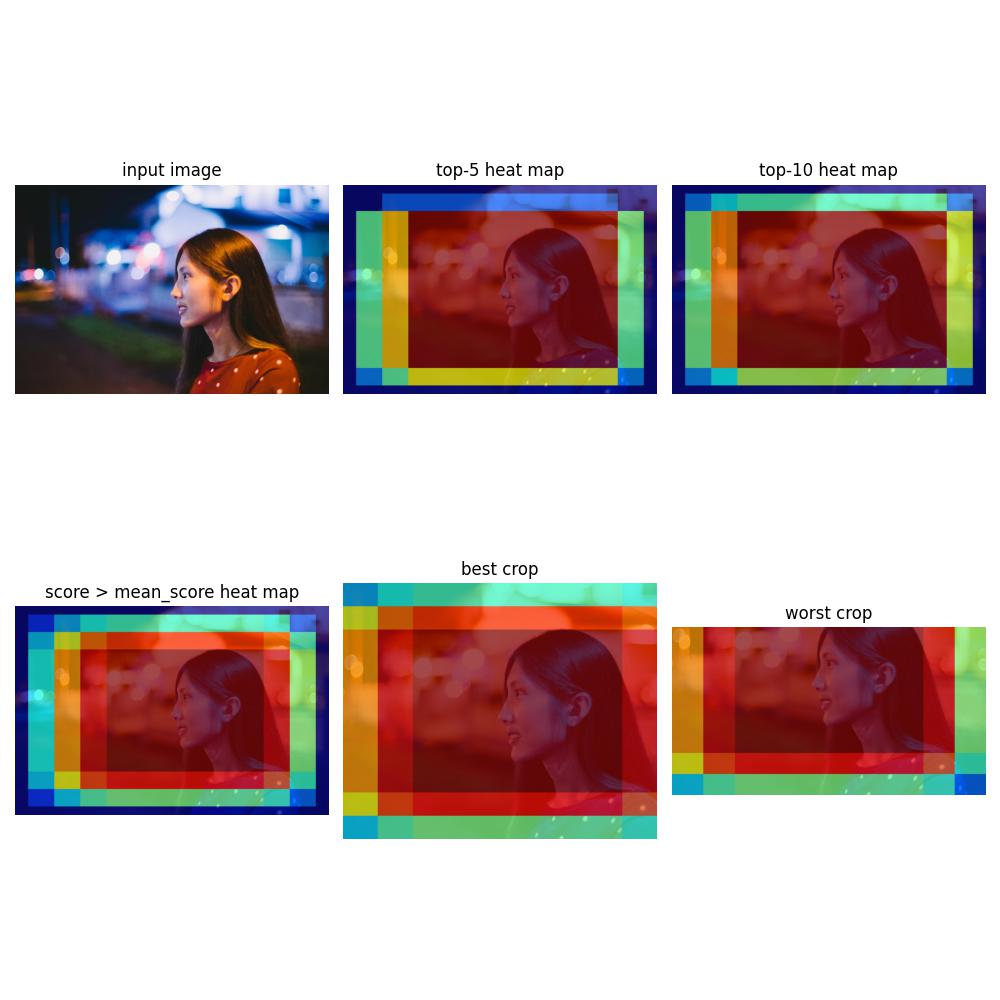 input image
top-5 heat map
top-10 heat map
score > mean_score heat map
best crop
worst crop